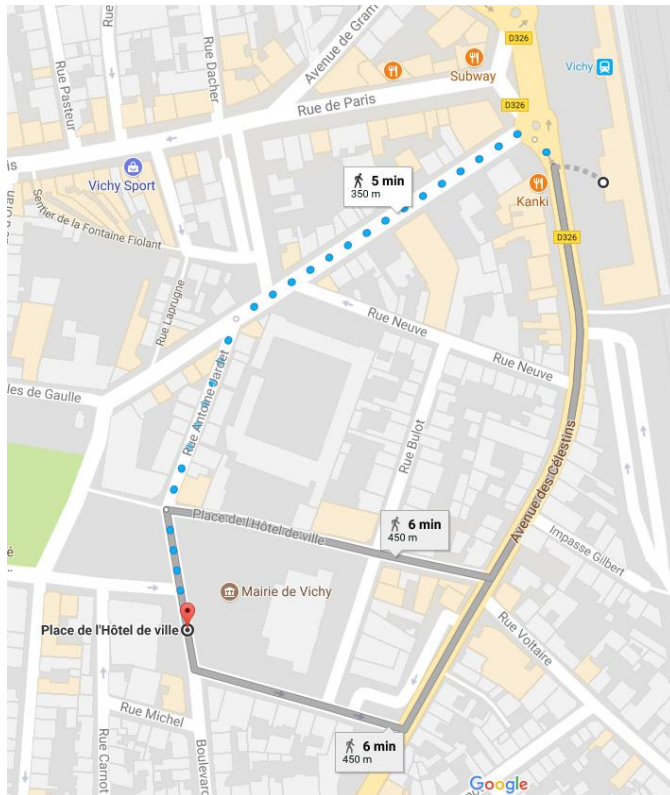 D326
Avenue de Gram
Rue Dacher
Rue Pasteur
Subway
Vichy
Rue de Paris
D326
is
5 min
350 m
Vichy Sport
Kanki
Sentier de la Fontaine Fiolant
D326
Rue Laprugne
Rue Neuve
Rue Neuve
les de Gaulle
Rue Antoine Jardet
Rue Bulot
Avenue des Célestins
Place de l'Hôtel de ville
6 min
450 m
Impasse Gilbert
é
Mairie de Vichy
Place de l'Hôtel de ville
Rue Voltaire
Rue Michel
Rue Carnot
Boulevard
6 min
450 m
Google